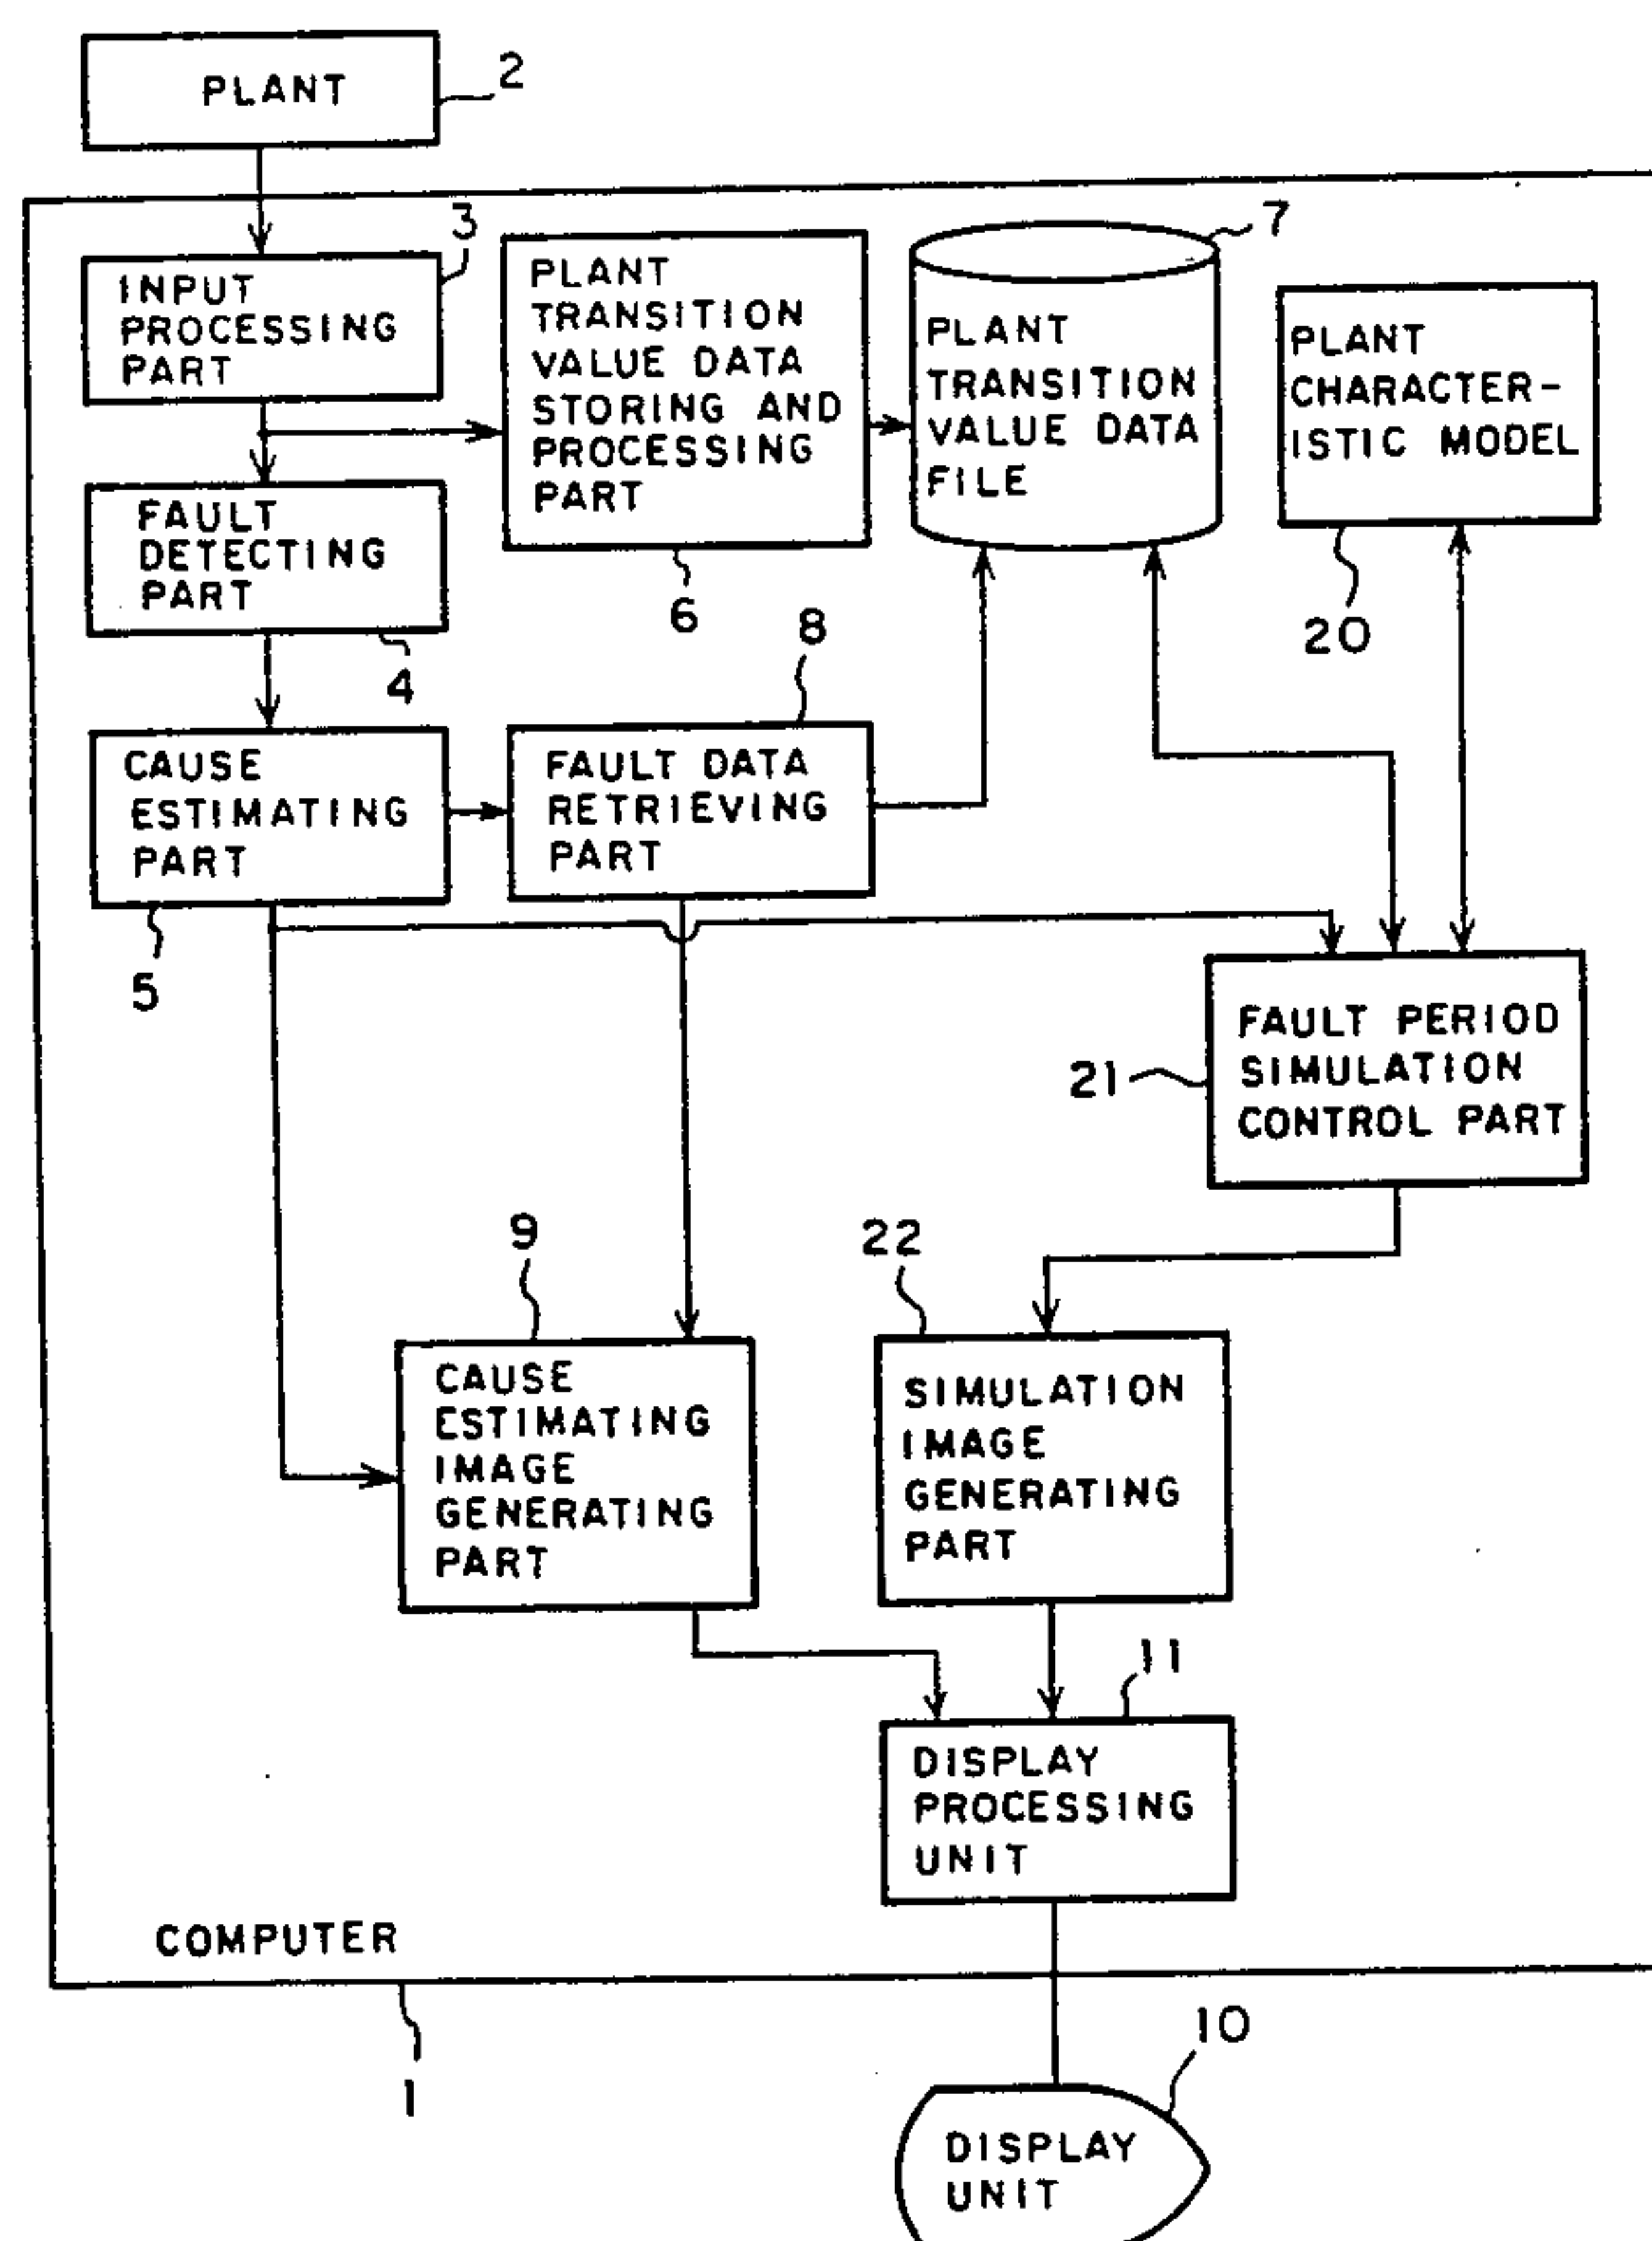 PLANT
2
3
INPUT
PROCESSING
PART
PLANT
TRANSITION
VALUE DATA
STORING AND
PROCESSING
PART
6
7
PLANT
TRANSITION
VALUE DATA
FILE
PLANT
CHARACTER-
ISTIC MODEL
20
FAULT
DETECTING
PART
4
8
CAUSE
ESTIMATING
PART
5
FAULT DATA
RETRIEVING
PART
21
FAULT PERIOD
SIMULATION
CONTROL PART
9
CAUSE
ESTIMATING
IMAGE
GENERATING
PART
22
SIMULATION
IMAGE
GENERATING
PART
11
DISPLAY
PROCESSING
UNIT
COMPUTER
1
10
DISPLAY
UNIT